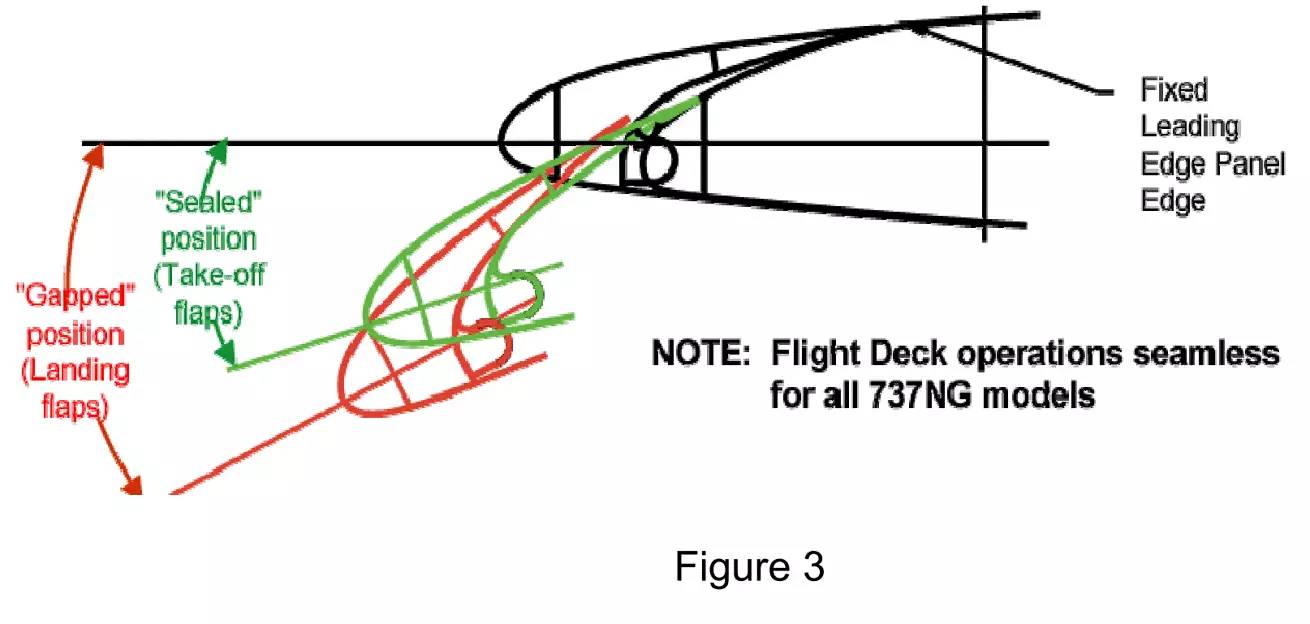 Fixed
Leading
Edge Panel
Edge
"Sealed"
position
(Take-off
flaps)
"Gapped"
position
(Landing
flaps)
NOTE: Flight Deck operations seamless
for all 737NG models
Figure 3